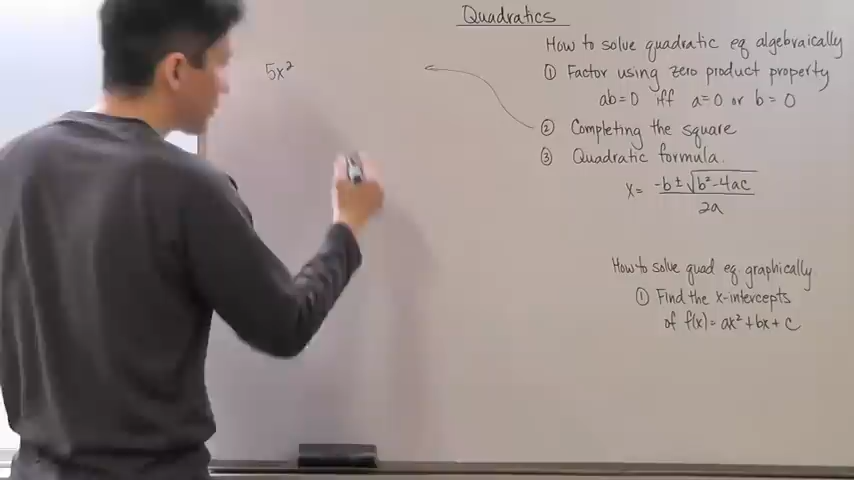 Quadratics
5x²
How to solve quadratic eq algebraically
① Factor using zero product property
ab=0 iff a=0 or b=0
② Completing the square
③ Quadratic formula.
x= -b±√b²-4ac / 2a
How to solve quad eq graphically
① Find the x-intercepts
of f(x)=ax²+bx+c